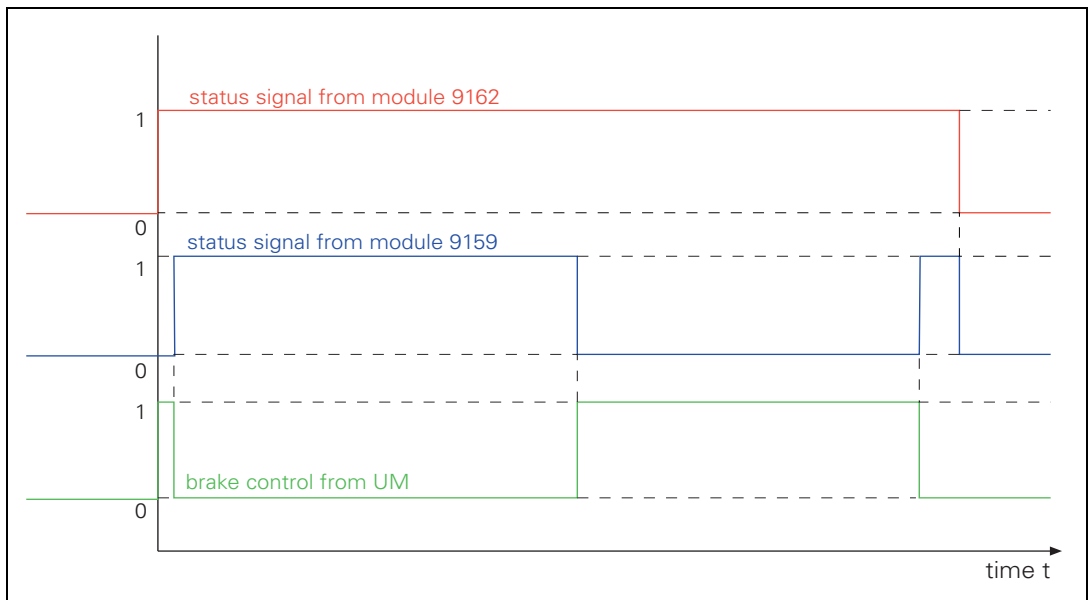 status signal from module 9162
1
0
status signal from module 9159
1
0
1
brake control from UM
0
time t